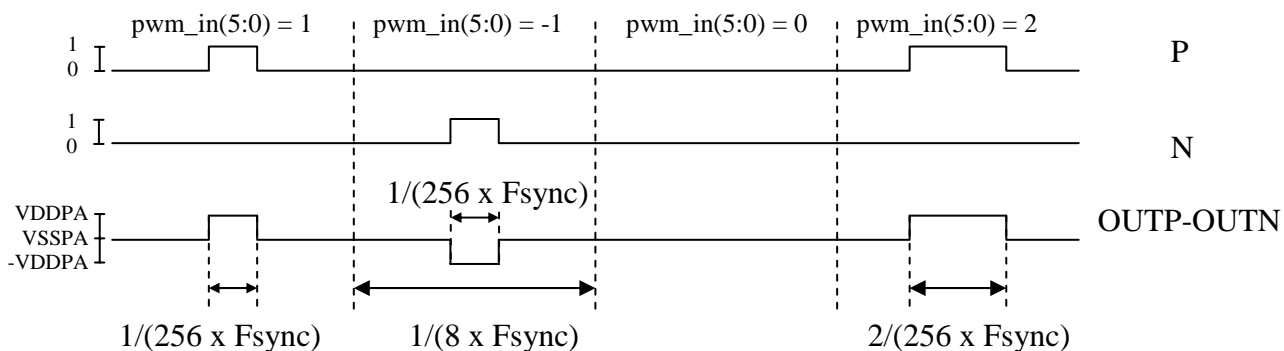 pwm_in(5:0) = 1
pwm_in(5:0) = -1
pwm_in(5:0) = 0
pwm_in(5:0) = 2
1
0
P
1
0
N
1/(256 x Fsync)
VDDPA
VSSPA
-VDDPA
OUTP-OUTN
1/(256 x Fsync)
1/(8 x Fsync)
2/(256 x Fsync)